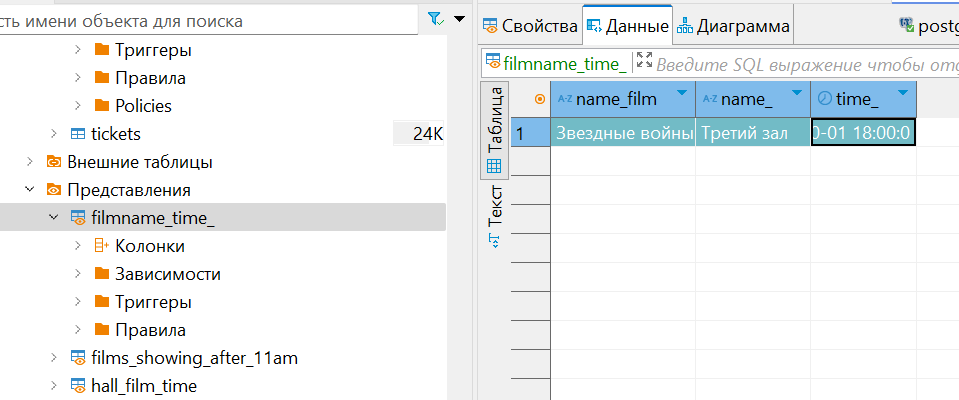 сть имени объекта для поиска
Триггеры
Правила
Policies
tickets 24K
Внешние таблицы
Представления
filmname_time_
Колонки
Зависимости
Триггеры
Правила
films_showing_after_11am
hall_film_time
Свойства Данные Диаграмма postg
filmname_time_ Введите SQL выражение чтобы отф
Таблица
Текст
A-Z name_film A-Z name_ time_
1 Звездные войны Третий зал 0-01 18:00:0